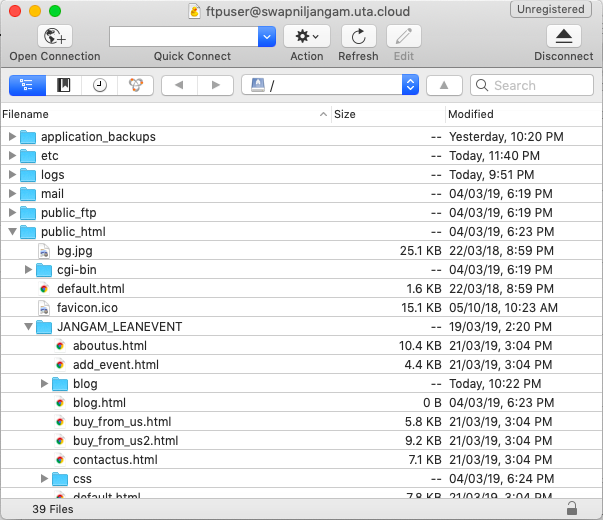 ftpuser@swapniljangam.uta.cloud Unregistered
Open Connection Quick Connect Action Refresh Edit Disconnect
/ Search
Filename Size Modified
application_backups -- Yesterday, 10:20 PM
etc -- Today, 11:40 PM
logs -- Today, 9:51 PM
mail -- 04/03/19, 6:19 PM
public_ftp -- 04/03/19, 6:19 PM
public_html -- 04/03/19, 6:23 PM
bg.jpg 25.1 KB 22/03/18, 8:59 PM
cgi-bin -- 04/03/19, 6:19 PM
default.html 1.6 KB 22/03/18, 8:59 PM
favicon.ico 15.1 KB 05/10/18, 10:23 AM
JANGAM_LEANEVENT -- 19/03/19, 2:20 PM
aboutus.html 10.4 KB 21/03/19, 3:04 PM
add_event.html 4.4 KB 21/03/19, 3:04 PM
blog -- Today, 10:22 PM
blog.html 0 B 04/03/19, 6:23 PM
buy_from_us.html 5.8 KB 21/03/19, 3:04 PM
buy_from_us2.html 9.2 KB 21/03/19, 3:04 PM
contactus.html 7.1 KB 21/03/19, 3:04 PM
css -- 04/03/19, 6:24 PM
default.html 7.8 KB 21/03/19, 3:04 PM
39 Files